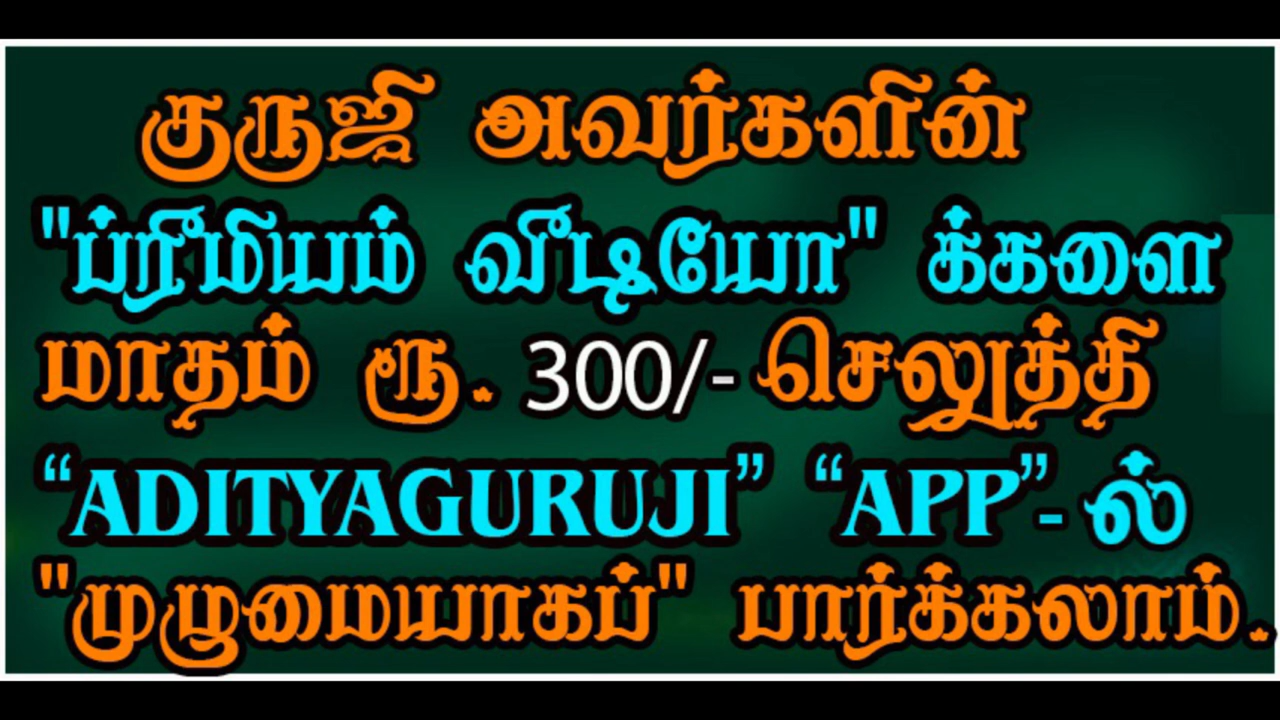 குருஜி அவர்களின்
"ப்ரீமியம் வீடியோ" க்களை
மாதம் ரூ. 300/- செலுத்தி
“ADITYAGURUJI” “APP”- ல்
"முழுமையாகப்" பார்க்கலாம்.